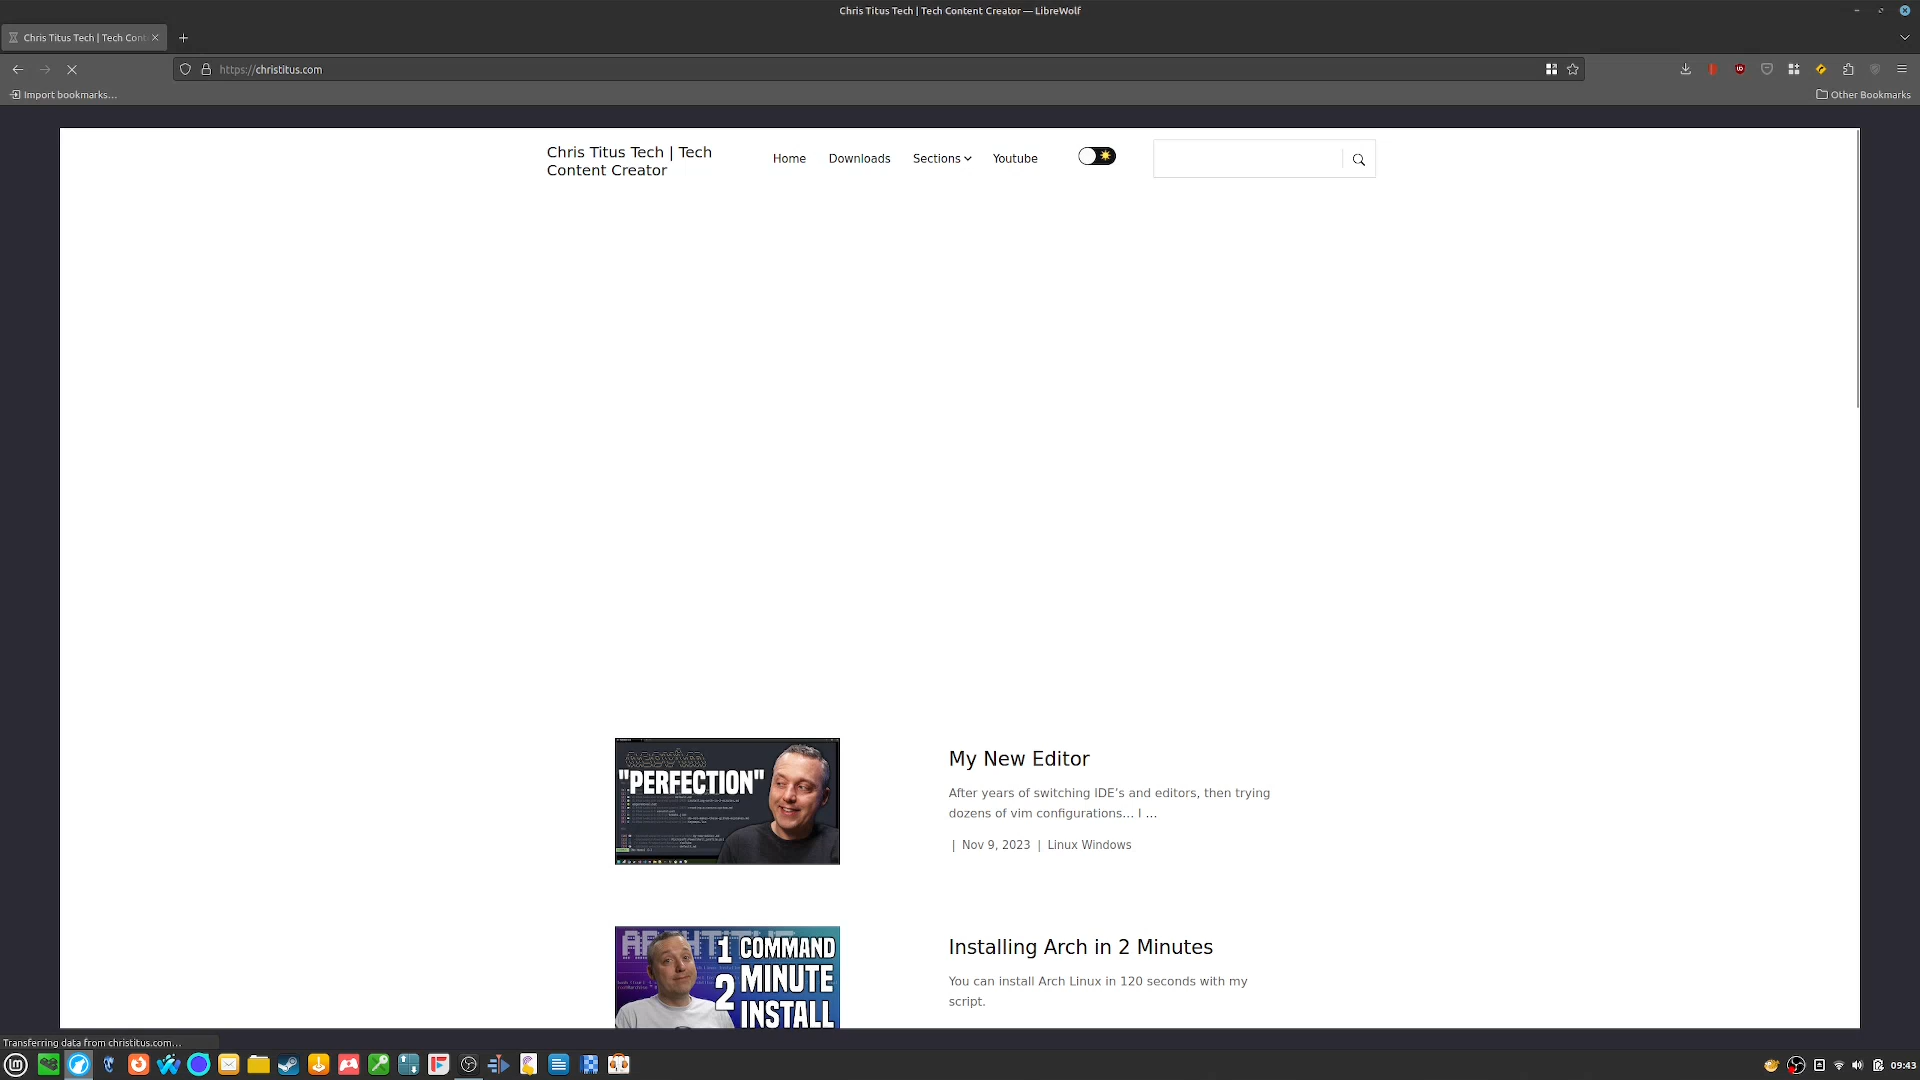 Chris Titus Tech | Tech Content Creator — LibreWolf
Chris Titus Tech | Tech Cont
https://christitus.com
Import bookmarks...
Other Bookmarks
Chris Titus Tech | Tech
Content Creator
Home
Downloads
Sections
Youtube
"PERFECTION"
My New Editor
After years of switching IDE’s and editors, then trying
dozens of vim configurations… I …
| Nov 9, 2023 | Linux Windows
1 COMMAND
2 MINUTE
INSTALL
Installing Arch in 2 Minutes
You can install Arch Linux in 120 seconds with my
script.
Transferring data from christitus.com…
09:43